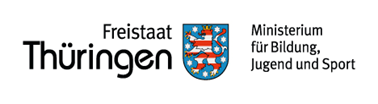 Freistaat
Thüringen
Ministerium
für Bildung,
Jugend und Sport